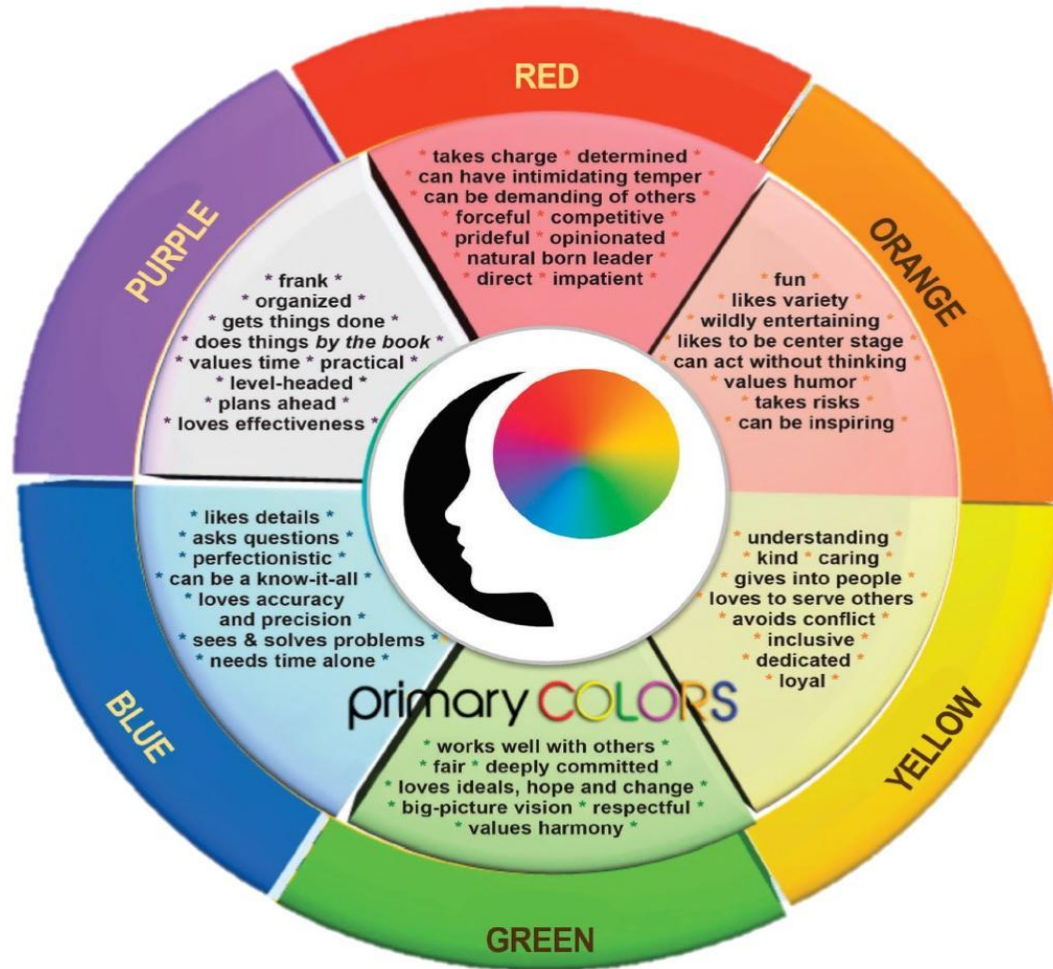 RED
* takes charge * determined *
* can have intimidating temper *
* can be demanding of others *
* forceful * competitive *
* prideful * opinionated *
* natural born leader *
* direct * impatient *
ORANGE
* fun *
* likes variety *
* wildly entertaining *
* likes to be center stage *
* can act without thinking *
* values humor *
* takes risks *
* can be inspiring *
YELLOW
* understanding *
* kind * caring *
* gives into people *
* loves to serve others *
* avoids conflict *
* inclusive *
* dedicated *
* loyal *
primary COLORS
* works well with others *
* fair * deeply committed *
* loves ideals, hope and change *
* big-picture vision * respectful *
* values harmony *
GREEN
BLUE
* likes details *
* asks questions *
* perfectionistic *
* can be a know-it-all *
* loves accuracy
and precision *
* sees & solves problems *
* needs time alone *
PURPLE
* frank *
* organized *
* gets things done *
* does things by the book *
* values time * practical *
* level-headed *
* plans ahead *
* loves effectiveness *